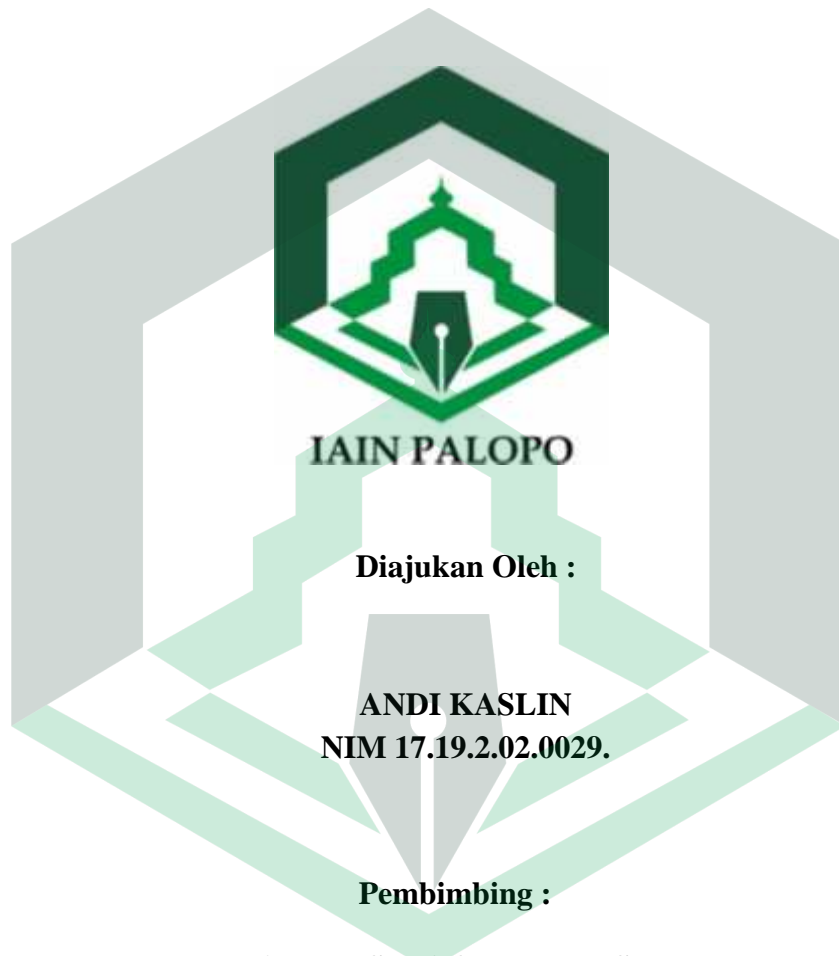 IAIN PALOPO
Diajukan Oleh :
ANDI KASLIN
NIM 17.19.2.02.0029.
Pembimbing :